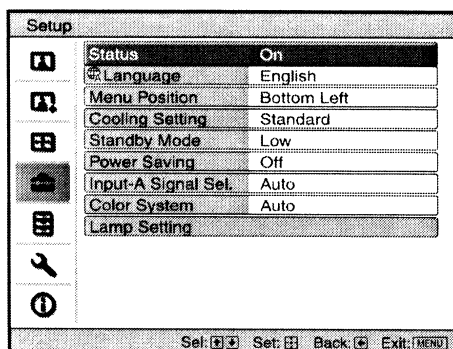 Setup
Status On
Language English
Menu Position Bottom Left
Cooling Setting Standard
Standby Mode Low
Power Saving Off
Input-A Signal Sel. Auto
Color System Auto
Lamp Setting
Sel: Set: Back: Exit: MENU